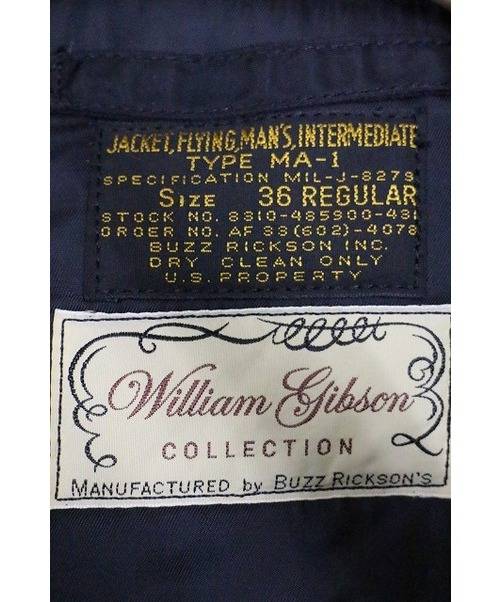 JACKET, FLYING, MAN'S, INTERMEDIATE
TYPE MA-1
SPECIFICATION MIL-J-8279
SIZE 36 REGULAR
STOCK NO. 8310-485900-431
ORDER NO. AF 33(602)-4078
BUZZ RICKSON INC.
DRY CLEAN ONLY
U.S. PROPERTY
William Gibson
COLLECTION
MANUFACTURED by BUZZ RICKSON'S